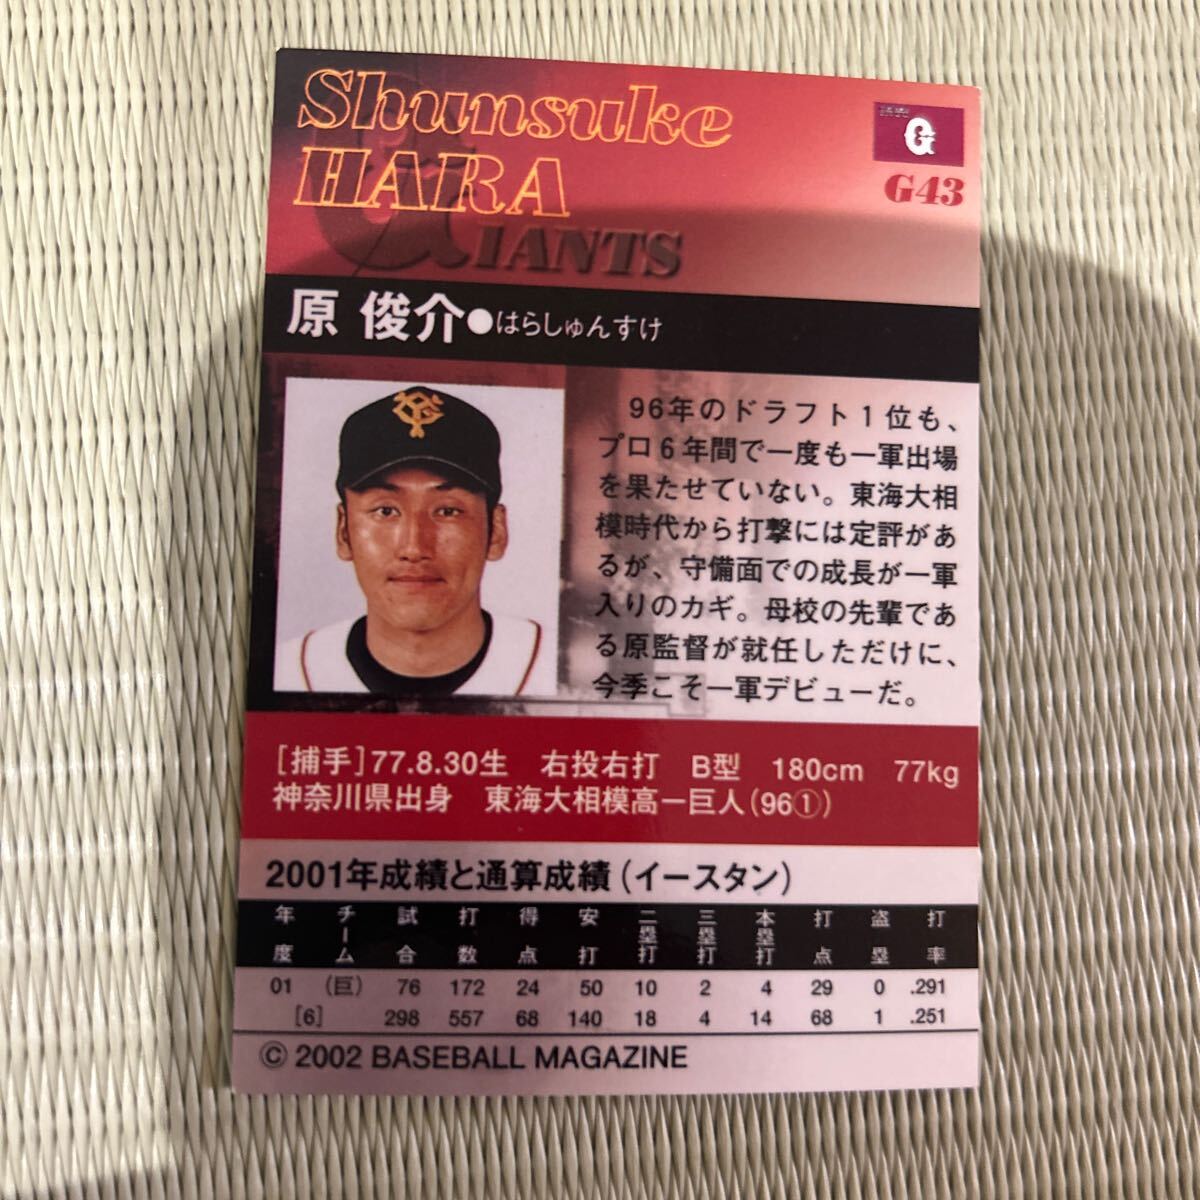 Shunsuke
HARA
GIANTS
G
G43
原 俊介●はらしゅんすけ
96年のドラフト1位も、
プロ6年間で一度も一軍出場
を果たせていない。東海大相
模時代から打撃には定評があ
るが、守備面での成長が一軍
入りのカギ。母校の先輩であ
る原監督が就任しただけに、
今季こそ一軍デビューだ。
[捕手]77.8.30生 右投右打 B型 180cm 77kg
神奈川県出身 東海大相模高ー巨人(96①)
2001年成績と通算成績(イースタン)
年度 チーム 試合 打数 得点 安打 二塁打 三塁打 本塁打 打点 盗塁 打率
01 (巨) 76 172 24 50 10 2 4 29 0 .291
[6] 298 557 68 140 18 4 14 68 1 .251
© 2002 BASEBALL MAGAZINE